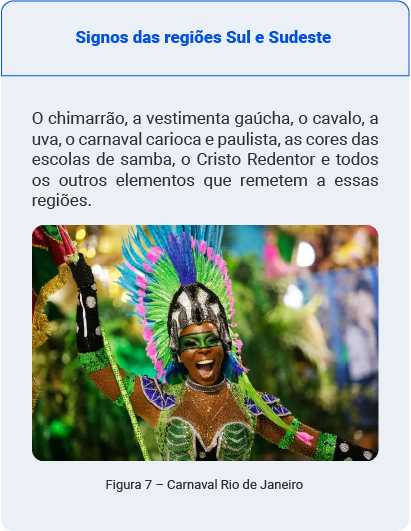 Signos das regiões Sul e Sudeste
O chimarrão, a vestimenta gaúcha, o cavalo, a
uva, o carnaval carioca e paulista, as cores das
escolas de samba, o Cristo Redentor e todos
os outros elementos que remetem a essas
regiões.
Figura 7 – Carnaval Rio de Janeiro